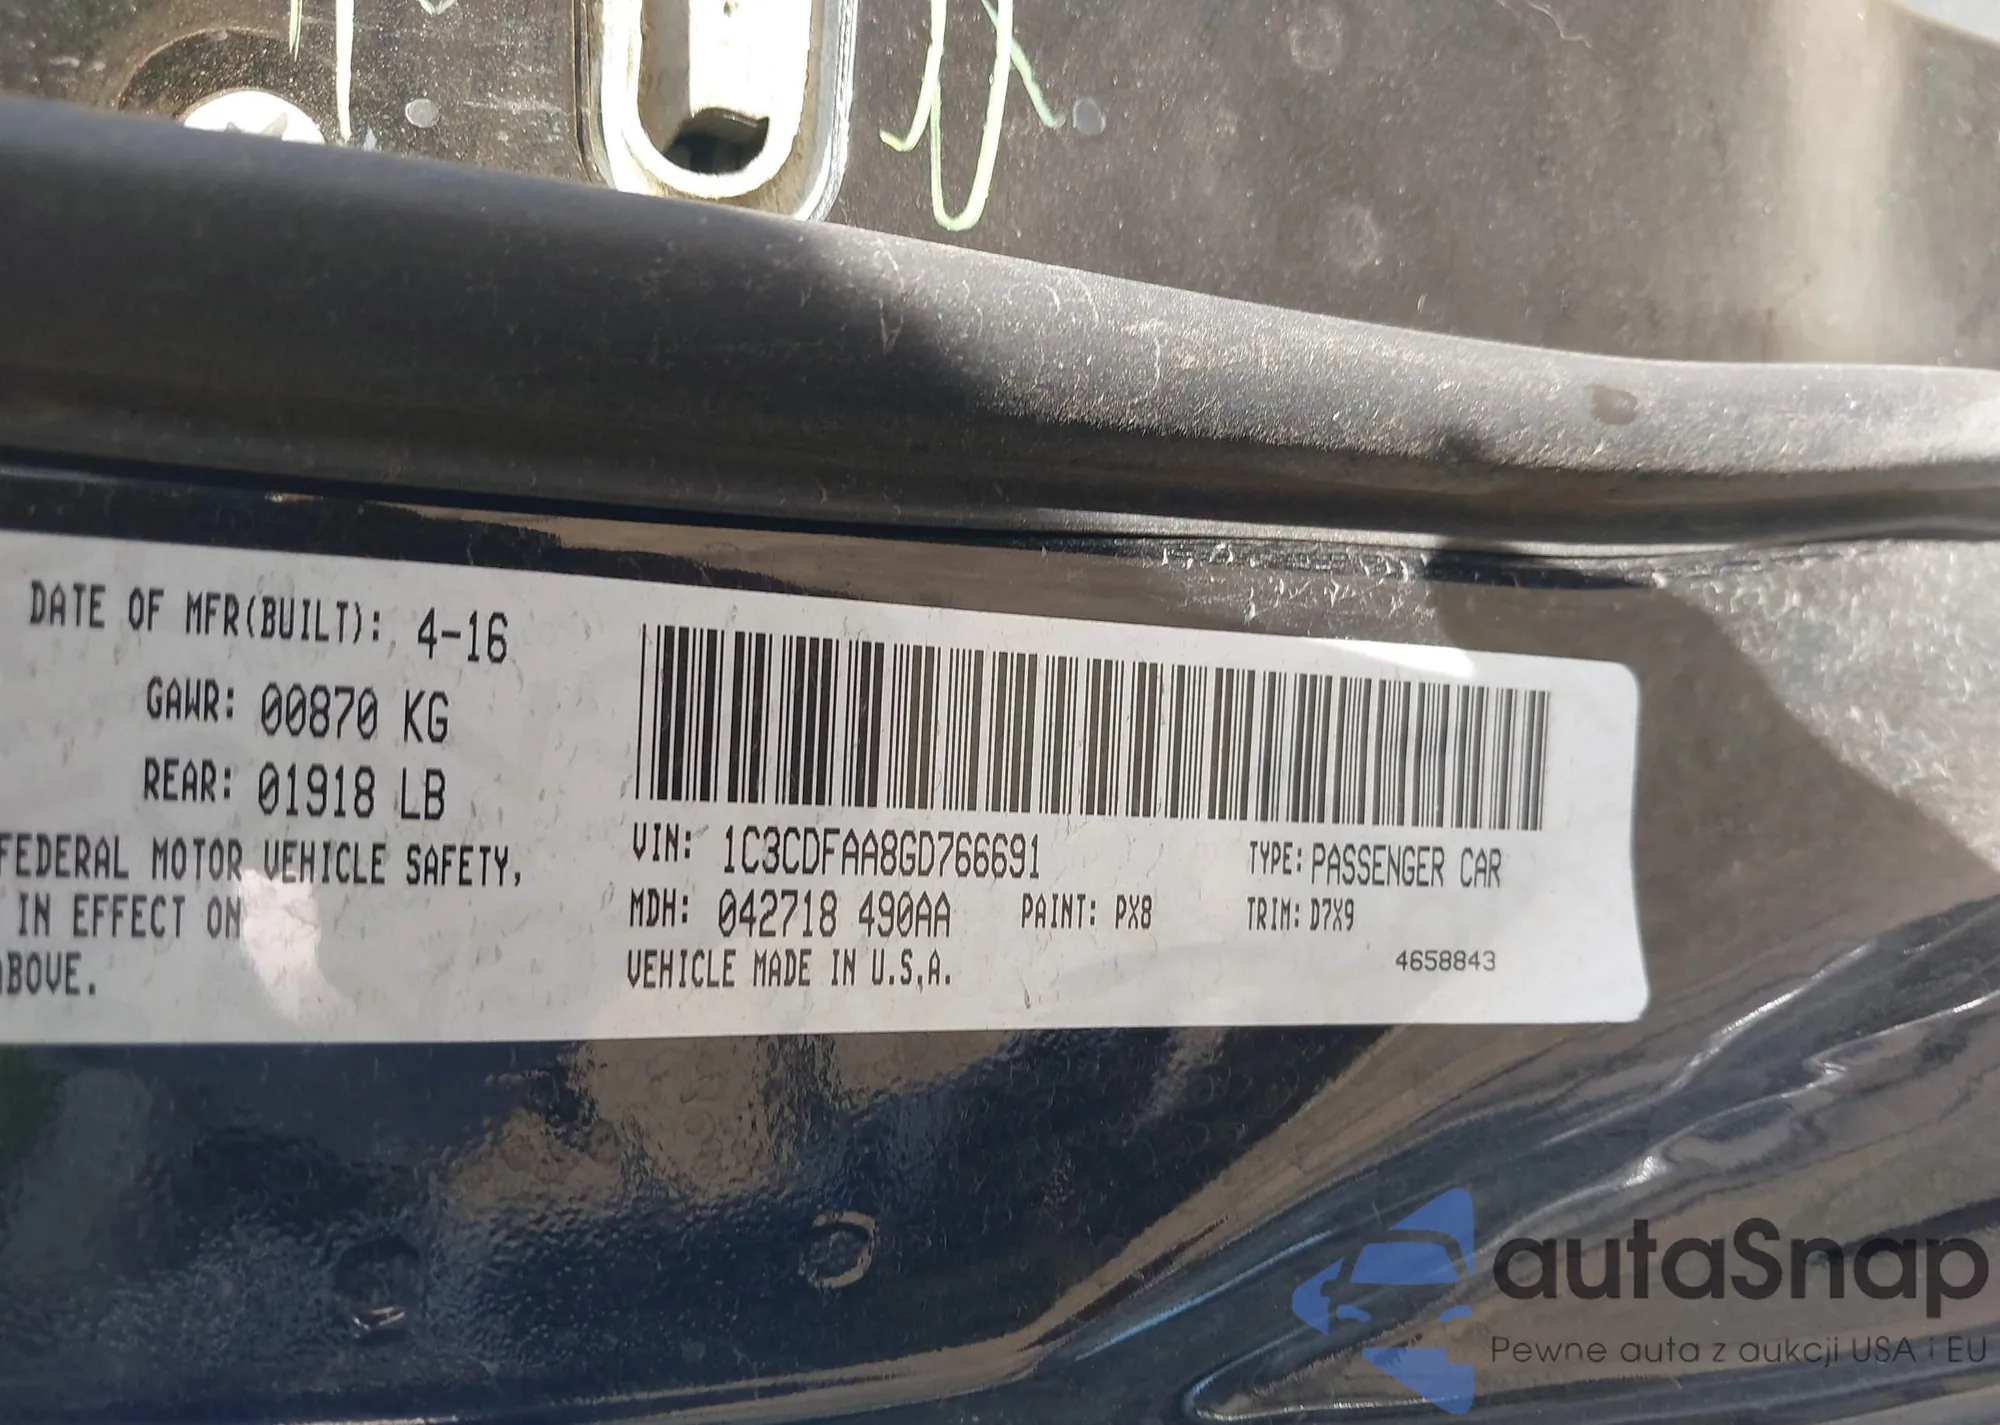 DATE OF MFR(BUILT): 4-16
GAWR: 00870 KG
REAR: 01918 LB
FEDERAL MOTOR VEHICLE SAFETY,
IN EFFECT ON
ABOVE.
VIN: 1C3CDFAA8GD766691
TYPE: PASSENGER CAR
MDH: 042718 490AA
PAINT: PX8
TRIM: D7X9
VEHICLE MADE IN U.S.A.
4658843
autaSnap
Pewne auta z aukcji USA i EU